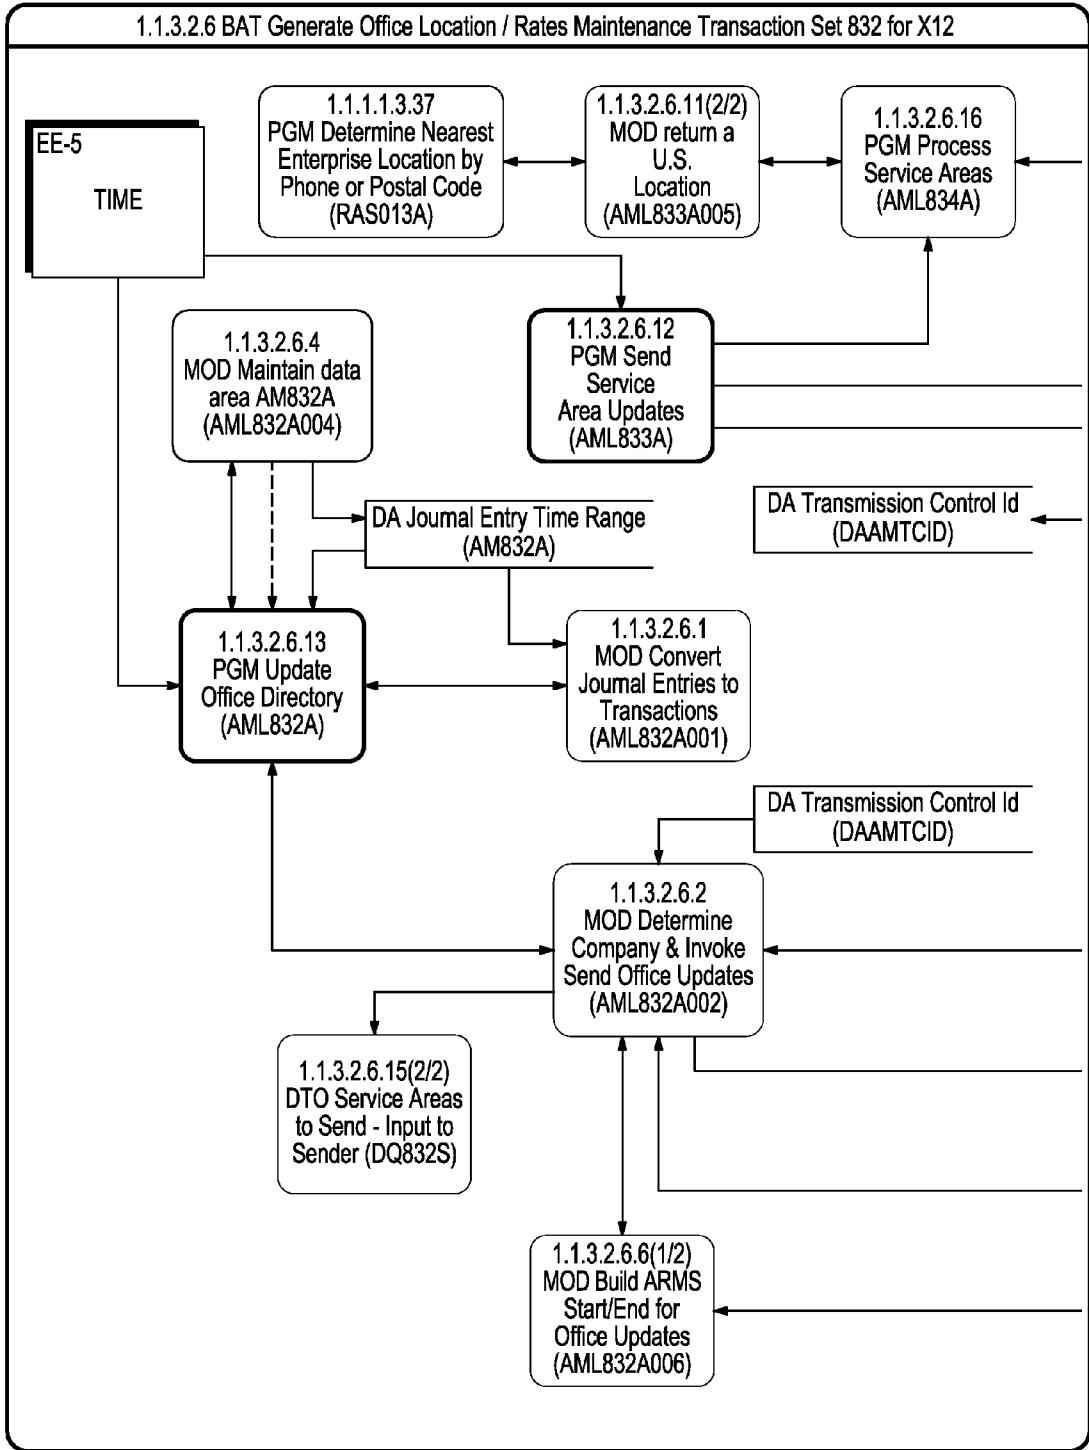 1.1.3.2.6 BAT Generate Office Location / Rates Maintenance Transaction Set 832 for X12
EE-5
TIME
1.1.1.1.3.37
PGM Determine Nearest
Enterprise Location by
Phone or Postal Code
(RAS013A)
1.1.3.2.6.11(2/2)
MOD return a
U.S.
Location
(AML833A005)
1.1.3.2.6.16
PGM Process
Service Areas
(AML834A)
1.1.3.2.6.4
MOD Maintain data
area AM832A
(AML832A004)
1.1.3.2.6.12
PGM Send
Service
Area Updates
(AML833A)
DA Journal Entry Time Range
(AM832A)
DA Transmission Control Id
(DAAMTCID)
1.1.3.2.6.13
PGM Update
Office Directory
(AML832A)
1.1.3.2.6.1
MOD Convert
Journal Entries to
Transactions
(AML832A001)
DA Transmission Control Id
(DAAMTCID)
1.1.3.2.6.2
MOD Determine
Company & Invoke
Send Office Updates
(AML832A002)
1.1.3.2.6.15(2/2)
DTO Service Areas
to Send - Input to
Sender (DQ832S)
1.1.3.2.6.6(1/2)
MOD Build ARMS
Start/End for
Office Updates
(AML832A006)